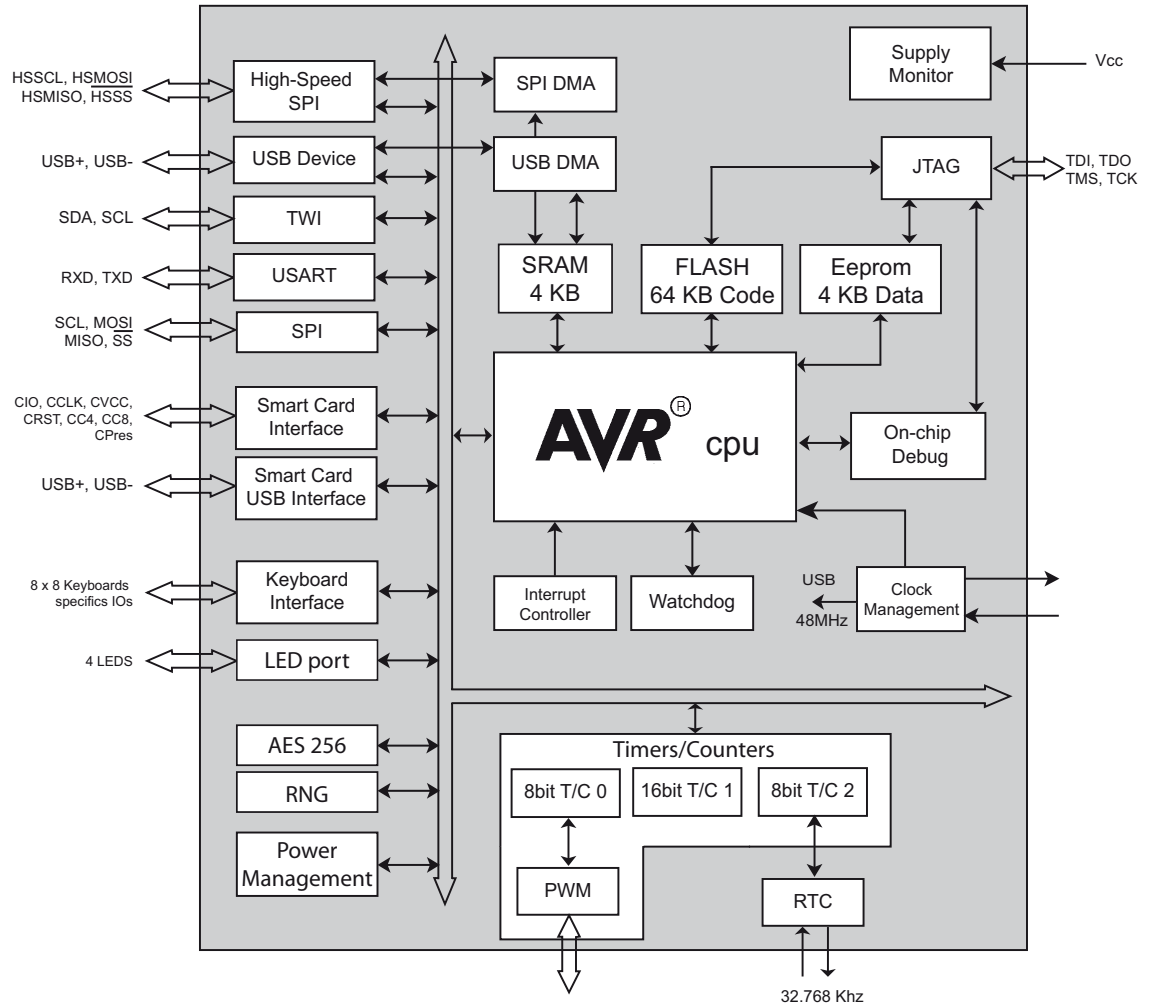 HSSCL, HSMOSI
HSMISO, HSSS
High-Speed
SPI
SPI DMA
Supply
Monitor
Vcc
USB+, USB-
USB Device
USB DMA
JTAG
TDI, TDO
TMS, TCK
SDA, SCL
TWI
RXD, TXD
USART
SRAM
4 KB
FLASH
64 KB Code
Eeprom
4 KB Data
SCL, MOSI
MISO, SS
SPI
CIO, CCLK, CVCC,
CRST, CC4, CC8,
CPres
Smart Card
Interface
AVR® cpu
On-chip
Debug
USB+, USB-
Smart Card
USB Interface
8 x 8 Keyboards
specifics IOs
Keyboard
Interface
Interrupt
Controller
Watchdog
USB
48MHz
Clock
Management
4 LEDS
LED port
AES 256
RNG
Power
Management
Timers/Counters
8bit T/C 0
16bit T/C 1
8bit T/C 2
PWM
RTC
32.768 Khz